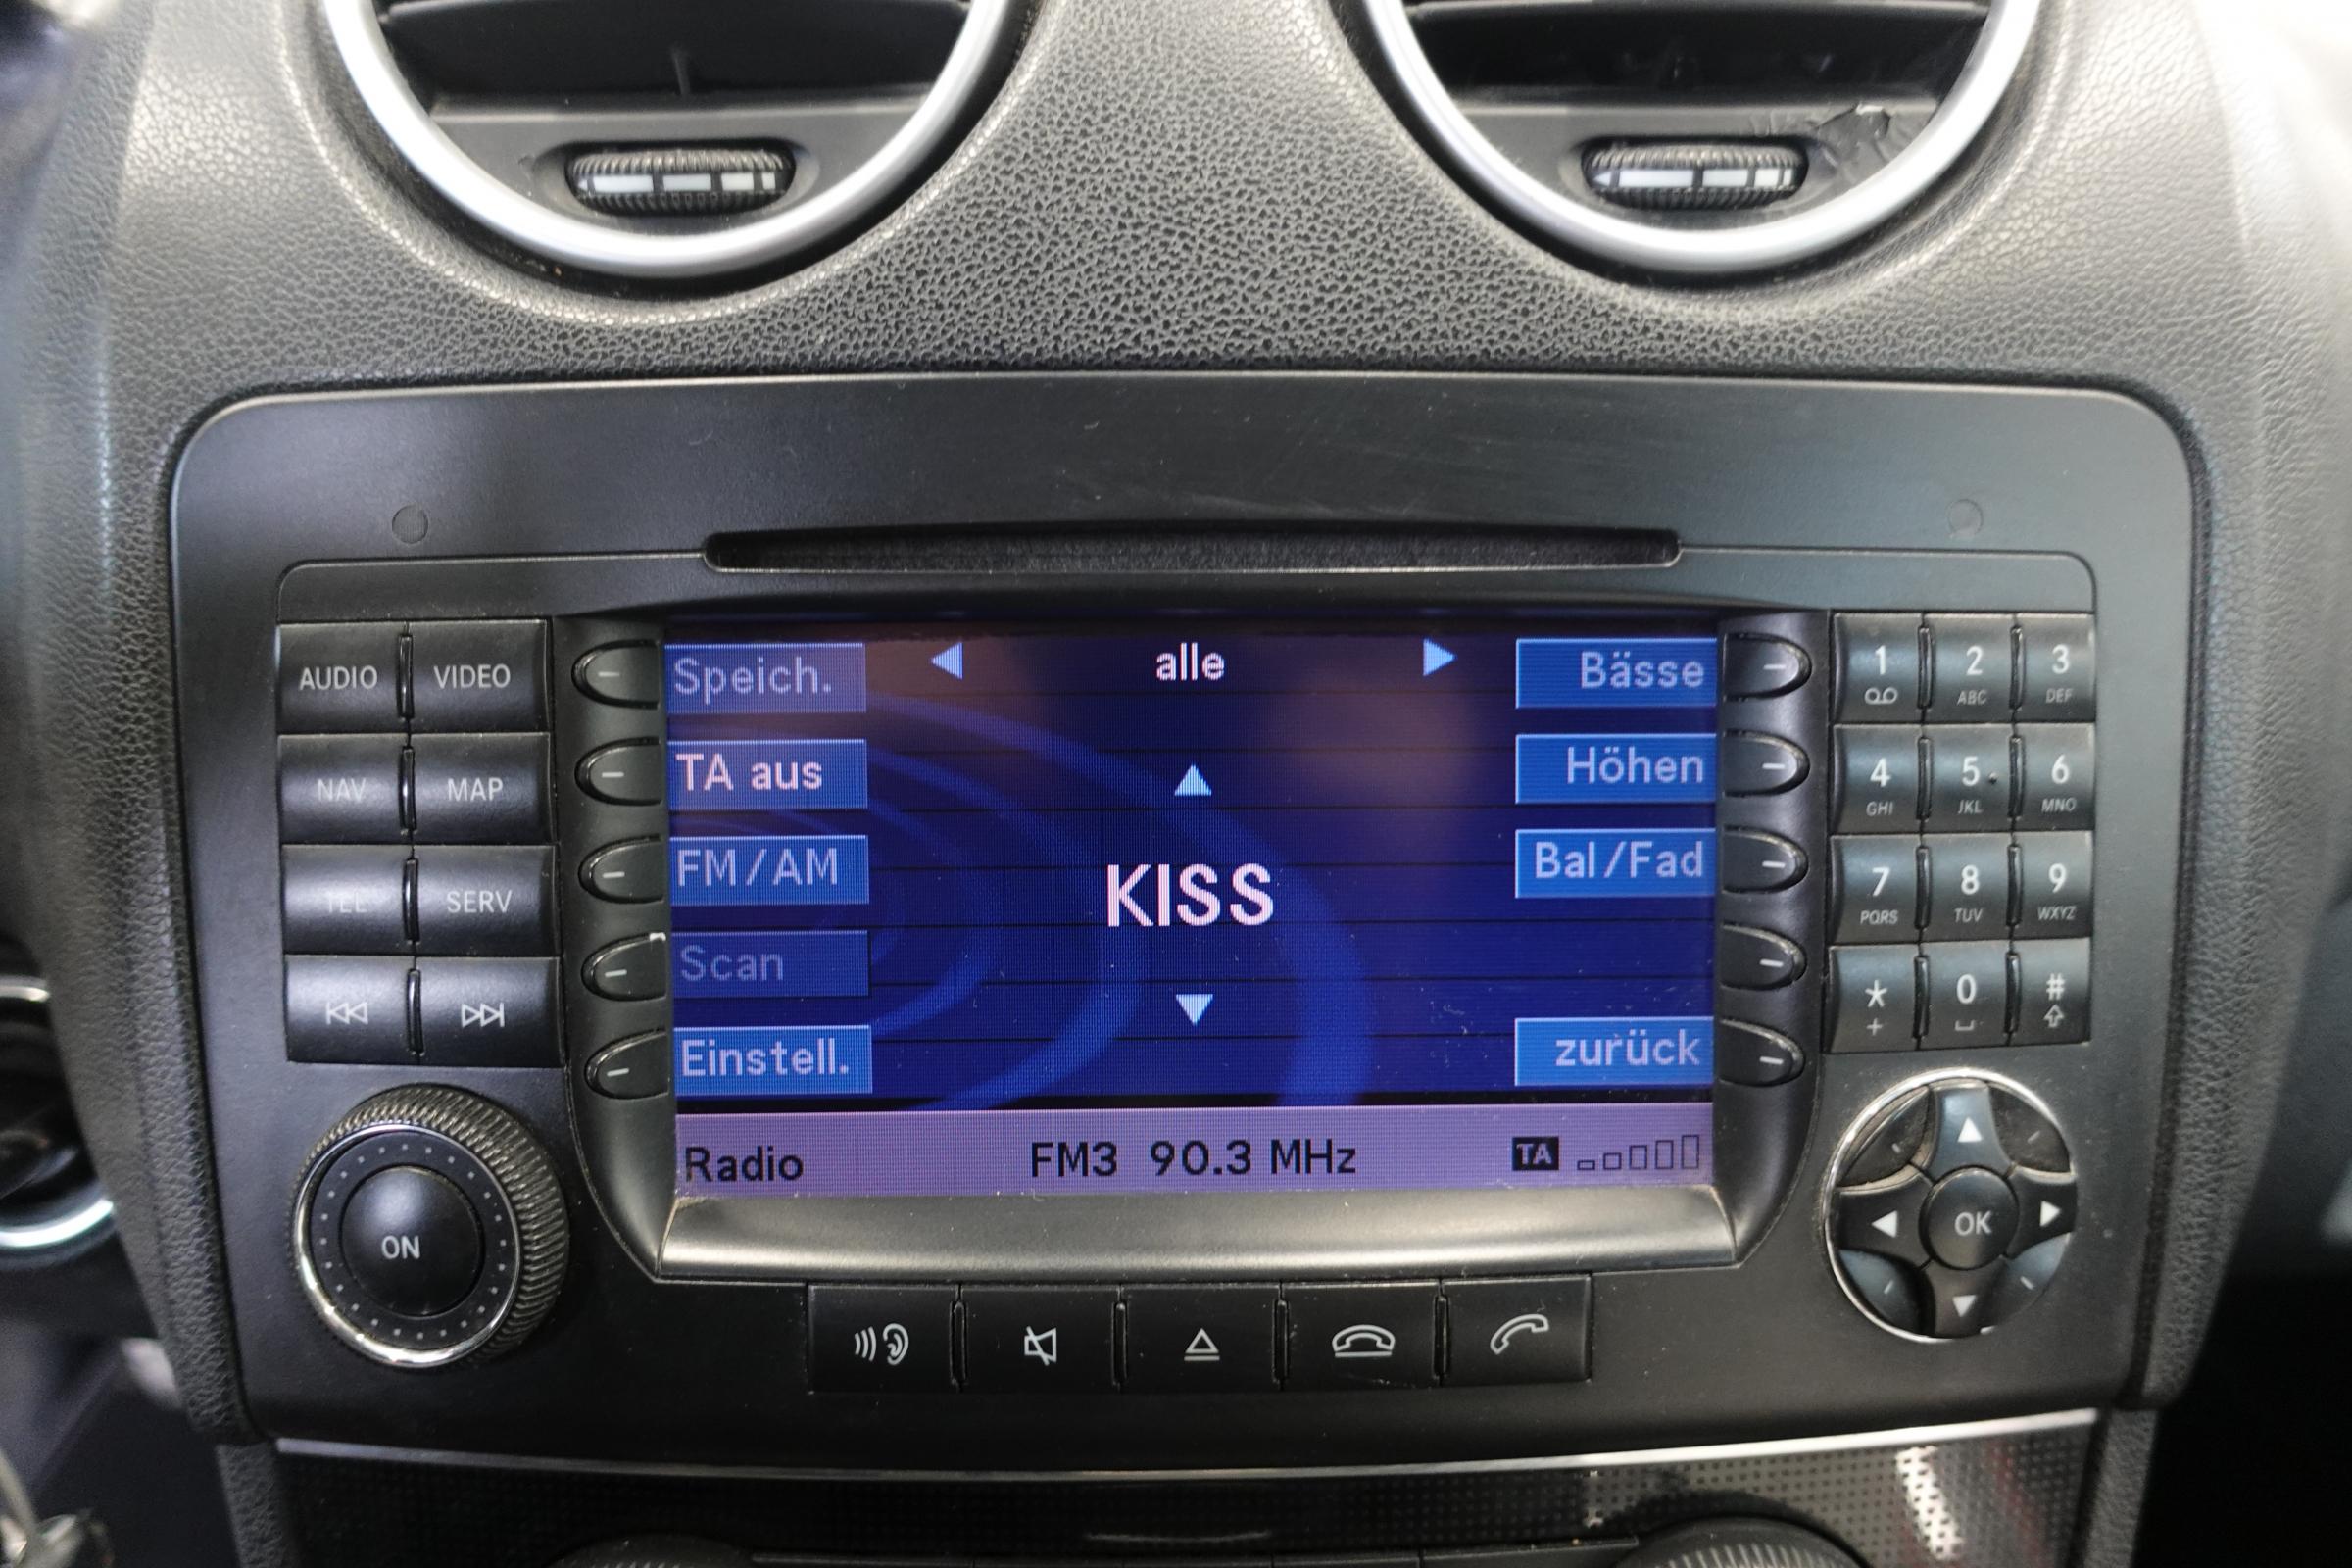 AUDIO VIDEO
NAV MAP
TEL SERV
ON
Speich.
TA aus
FM/AM
Scan
Einstell.
alle
KISS
Bässe
Höhen
Bal/Fad
zurück
Radio FM3 90.3 MHz TA
1 2 3
ABC DEF
4 5 6
GHI JKL MNO
7 8 9
PQRS TUV WXYZ
* 0 #
+
OK